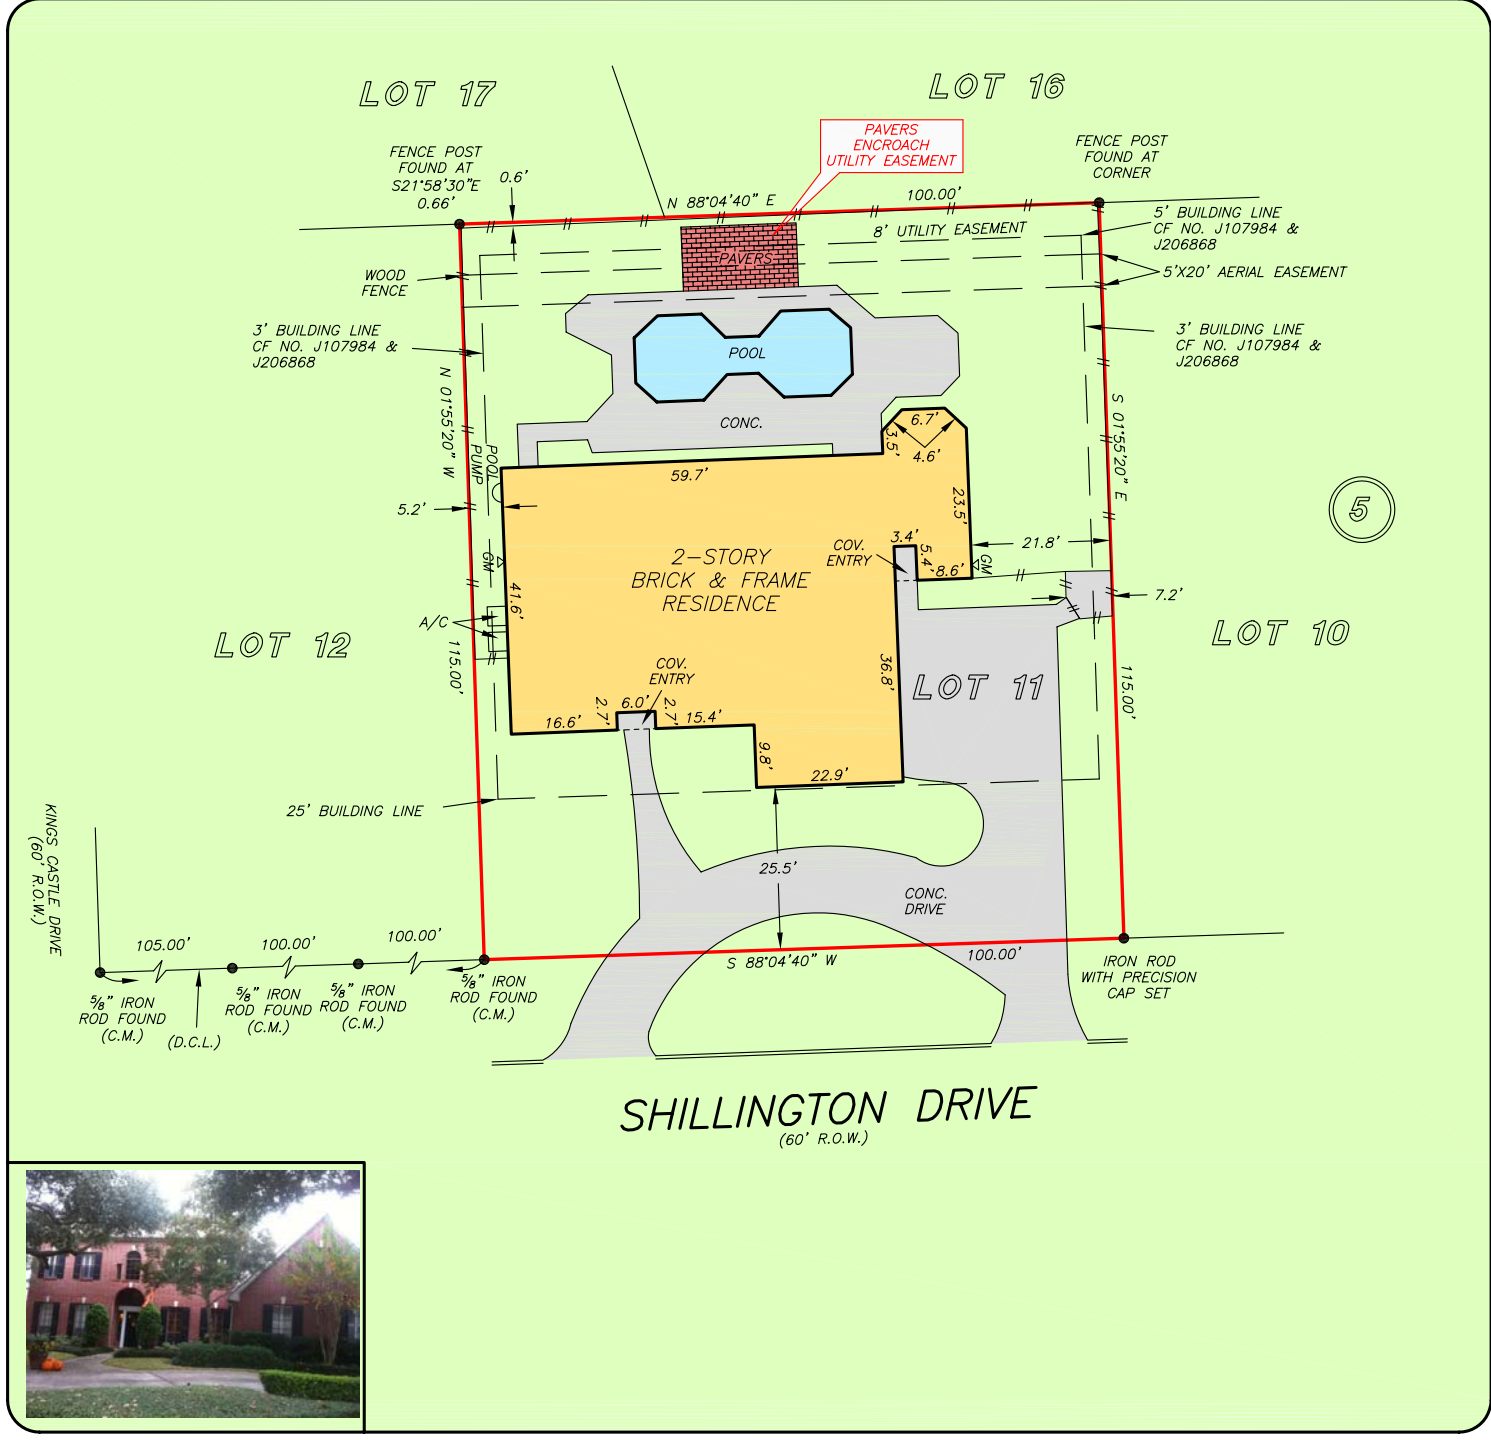 LOT 17
LOT 16
PAVERS
ENCROACH
UTILITY EASEMENT
FENCE POST
FOUND AT
S21°58'30"E
0.66'
0.6'
FENCE POST
FOUND AT
CORNER
N 88°04'40" E
100.00'
8' UTILITY EASEMENT
5' BUILDING LINE
CF NO. J107984 &
J206868
PAVERS
WOOD
FENCE
5'X20' AERIAL EASEMENT
3' BUILDING LINE
CF NO. J107984 &
J206868
3' BUILDING LINE
CF NO. J107984 &
J206868
POOL
N 01°55'20" W
S 01°55'20" E
CONC.
6.7'
3.5'
4.6'
POOL
PUMP
59.7'
23.5'
5.2'
5
GM
2-STORY
BRICK & FRAME
RESIDENCE
COV.
ENTRY
3.4'
5.4'
8.6'
21.8'
GM
41.6'
7.2'
A/C
LOT 12
115.00'
COV.
ENTRY
36.8'
LOT 11
LOT 10
115.00'
16.6'
2.7'
6.0'
2.7'
15.4'
9.8'
22.9'
25' BUILDING LINE
KINGS CASTLE DRIVE
(60' R.O.W.)
25.5'
CONC.
DRIVE
105.00'
100.00'
100.00'
S 88°04'40" W
100.00'
5/8" IRON
ROD FOUND
(C.M.)
(D.C.L.)
5/8" IRON
ROD FOUND
(C.M.)
5/8" IRON
ROD FOUND
(C.M.)
5/8" IRON
ROD FOUND
(C.M.)
IRON ROD
WITH PRECISION
CAP SET
SHILLINGTON DRIVE
(60' R.O.W.)